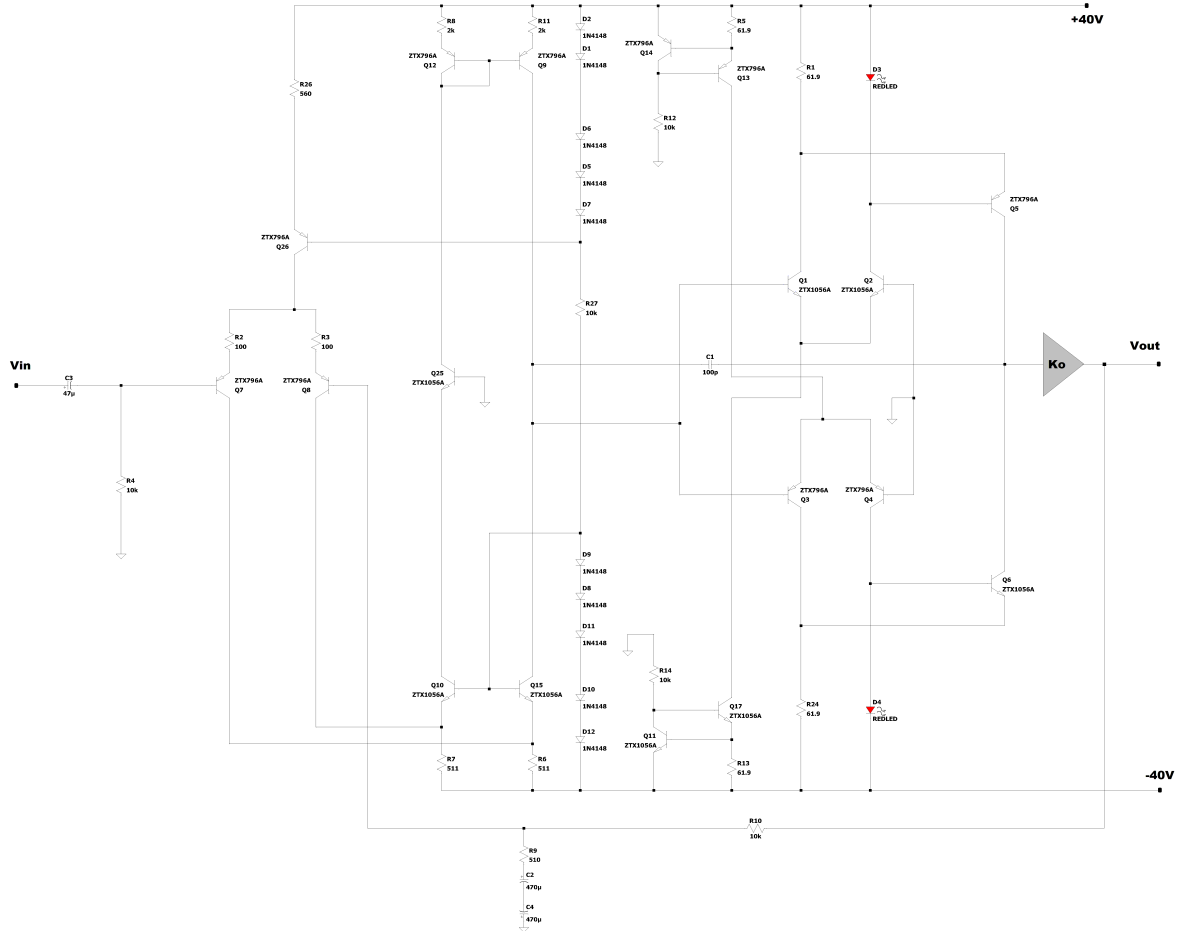 +40V
R8
2k
R11
2k
D2
1N4148
D1
1N4148
ZTX796A
Q14
R5
61.9
ZTX796A
Q12
ZTX796A
Q9
ZTX796A
Q13
R1
61.9
D3
REDLED
R26
560
R12
10k
D6
1N4148
D5
1N4148
D7
1N4148
ZTX796A
Q5
ZTX796A
Q26
Q1
ZTX1056A
Q2
ZTX1056A
R27
10k
R2
100
R3
100
Vin
C3
47µ
ZTX796A
Q7
ZTX796A
Q8
Q25
ZTX1056A
C1
100p
Ko
Vout
R4
10k
ZTX796A
Q3
ZTX796A
Q4
D9
1N4148
D8
1N4148
D11
1N4148
Q6
ZTX1056A
R14
10k
Q10
ZTX1056A
Q15
ZTX1056A
D10
1N4148
Q17
ZTX1056A
R24
61.9
D4
REDLED
D12
1N4148
Q11
ZTX1056A
R7
511
R6
511
R13
61.9
-40V
R10
10k
R9
510
C2
470µ
C4
470µ